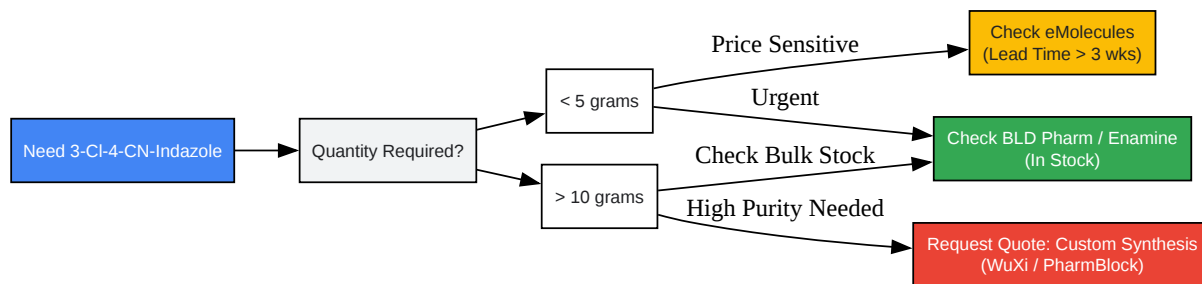 Need 3-Cl-4-CN-Indazole
Quantity Required?
< 5 grams
> 10 grams
Price Sensitive
Urgent
Check Bulk Stock
High Purity Needed
Check eMolecules
(Lead Time > 3 wks)
Check BLD Pharm / Enamine
(In Stock)
Request Quote: Custom Synthesis
(WuXi / PharmBlock)